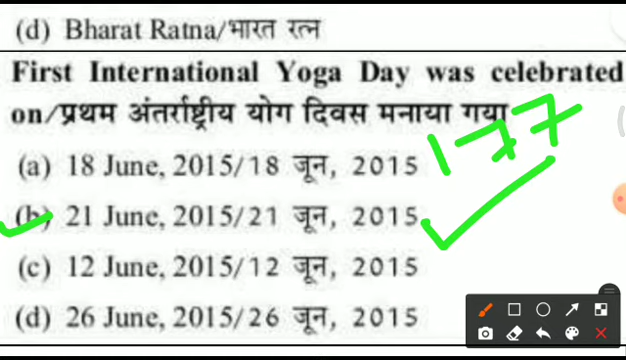 (d) Bharat Ratna/भारत रत्न
First International Yoga Day was celebrated
on/प्रथम अंतर्राष्ट्रीय योग दिवस मनाया गया
177
(a) 18 June, 2015/18 जून, 2015
(b) 21 June, 2015/21 जून, 2015
(c) 12 June, 2015/12 जून, 2015
(d) 26 June, 2015/26 जून, 2015